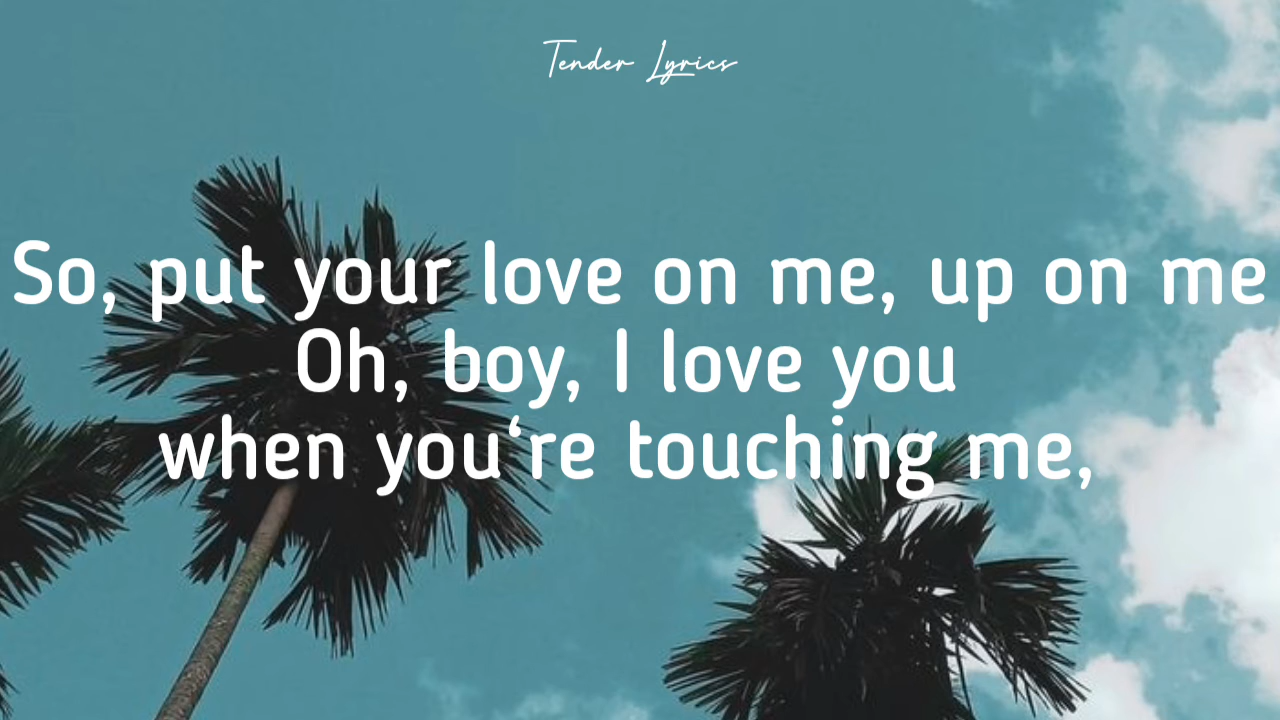 Tender Lyrics
So, put your love on me, up on me
Oh, boy, I love you
when you‘re touching me,